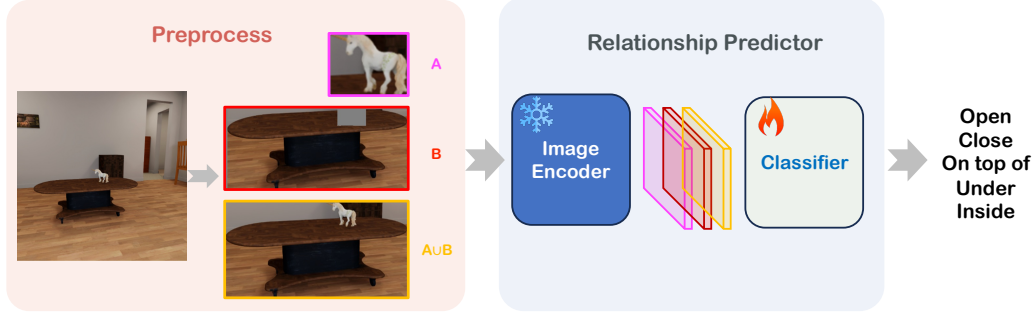 Preprocess
A
B
A∪B
Relationship Predictor
Image
Encoder
Classifier
Open
Close
On top of
Under
Inside